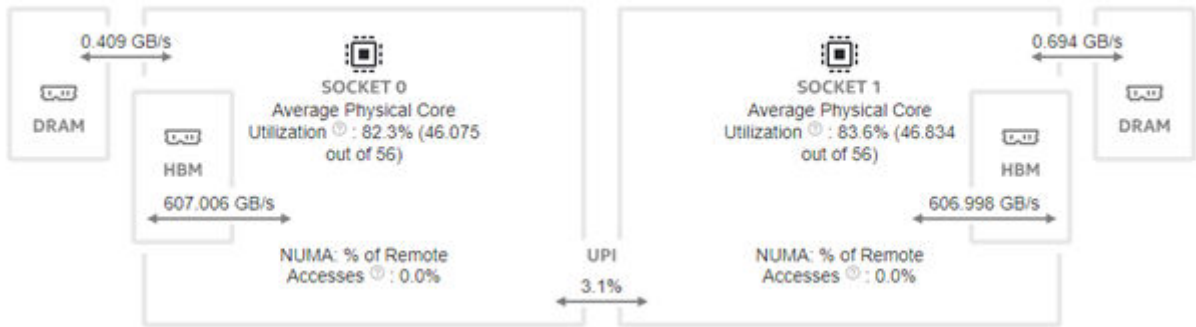 0.409 GB/s
DRAM
HBM
607.006 GB/s
SOCKET 0
Average Physical Core
Utilization ? : 82.3% (46.075
out of 56)
NUMA: % of Remote
Accesses ? : 0.0%
UPI
3.1%
SOCKET 1
Average Physical Core
Utilization ? : 83.6% (46.834
out of 56)
NUMA: % of Remote
Accesses ? : 0.0%
0.694 GB/s
DRAM
HBM
606.998 GB/s